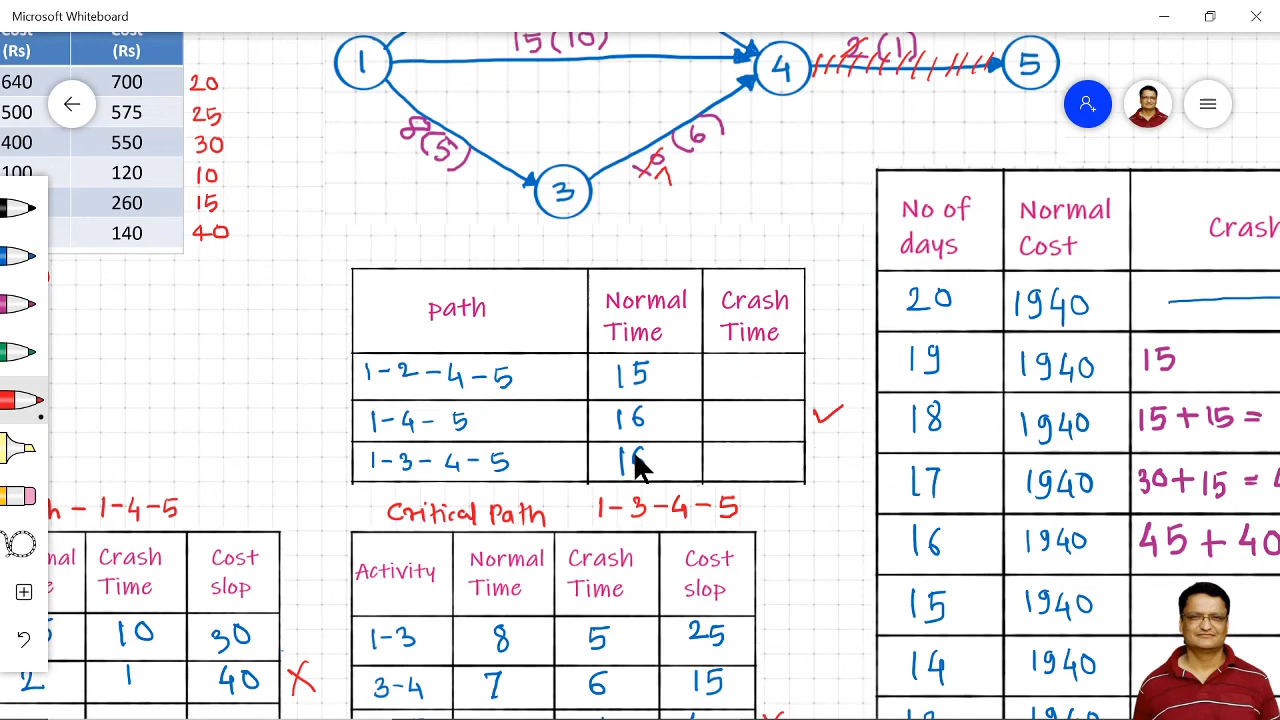 Microsoft Whiteboard
Cost Cost
(Rs) (Rs)
640 700 20
500 575 25
400 550 30
100 120 10
260 15
140 40
1 15(10) 4 2 (1) 5
8(5) (6)
3
path Normal Time Crash Time
1-2-4-5 15
1-4-5 16 ✓
1-3-4-5 16
No of days Normal Cost Crash
20 1940
19 1940 15
18 1940 15+15=
17 1940 30+15=
16 1940 45+40
15 1940
14 1940
1940
- 1-4-5
Crash Time Cost slop
10 30
2 1 40 X
Critical Path 1-3-4-5
Activity Normal Time Crash Time Cost slop
1-3 8 5 25
3-4 7 6 15